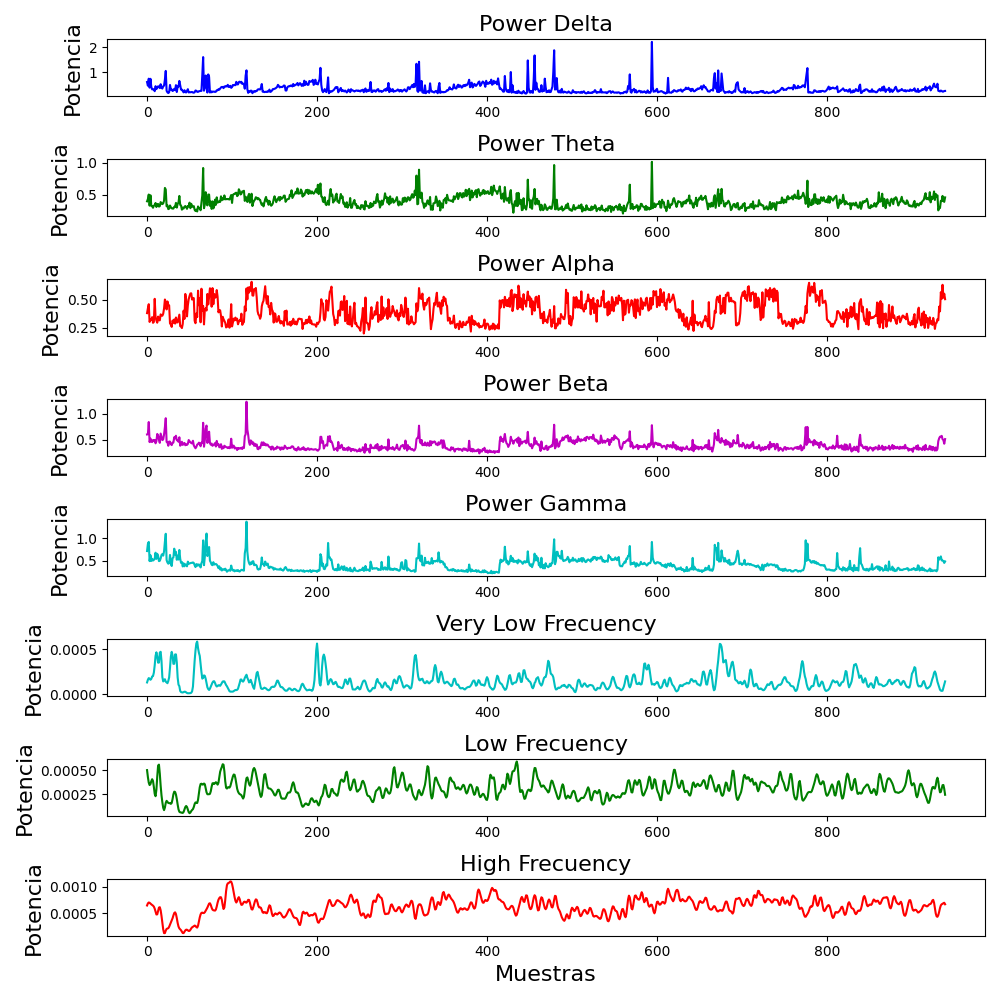 Power Delta
Potencia
2
1
0 200 400 600 800
Power Theta
Potencia
1.0
0.5
0 200 400 600 800
Power Alpha
Potencia
0.50
0.25
0 200 400 600 800
Power Beta
Potencia
1.0
0.5
0 200 400 600 800
Power Gamma
Potencia
1.0
0.5
0 200 400 600 800
Very Low Frecuency
Potencia
0.0005
0.0000
0 200 400 600 800
Low Frecuency
Potencia
0.00050
0.00025
0 200 400 600 800
High Frecuency
Potencia
0.0010
0.0005
0 200 400 600 800
Muestras